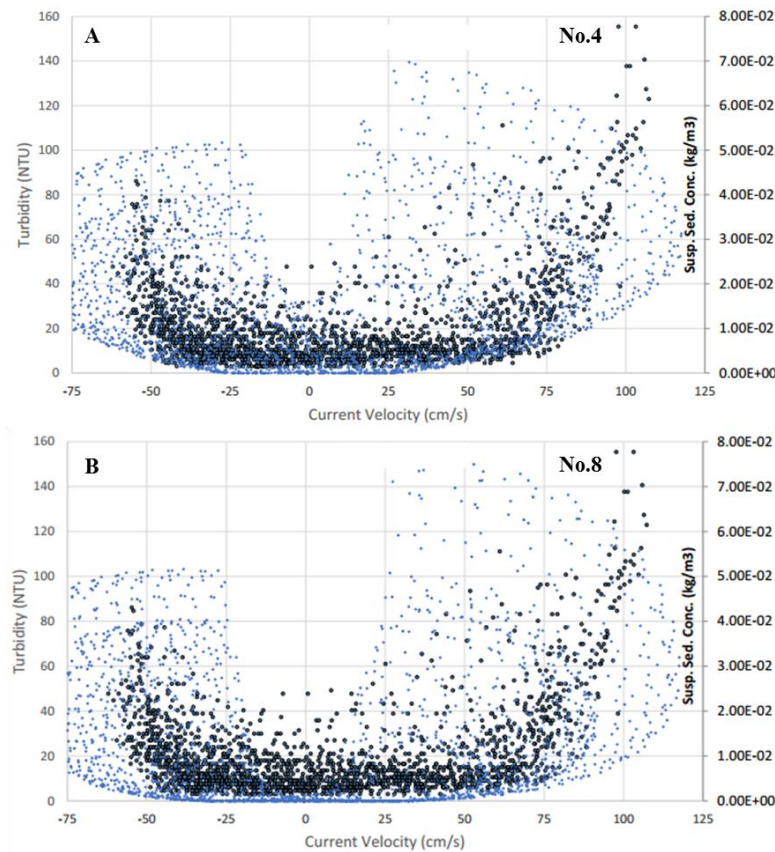 A
No.4
Turbidity (NTU)
160
140
120
100
80
60
40
20
0
8.00E-02
7.00E-02
6.00E-02
5.00E-02
4.00E-02
3.00E-02
2.00E-02
1.00E-02
0.00E+00
Susp. Sed. Conc. (kg/m3)
-75 -50 -25 0 25 50 75 100 125
Current Velocity (cm/s)
B
No.8
Turbidity (NTU)
160
140
120
100
80
60
40
20
0
8.00E-02
7.00E-02
6.00E-02
5.00E-02
4.00E-02
3.00E-02
2.00E-02
1.00E-02
0.00E+00
Susp. Sed. Conc. (kg/m3)
-75 -50 -25 0 25 50 75 100 125
Current Velocity (cm/s)